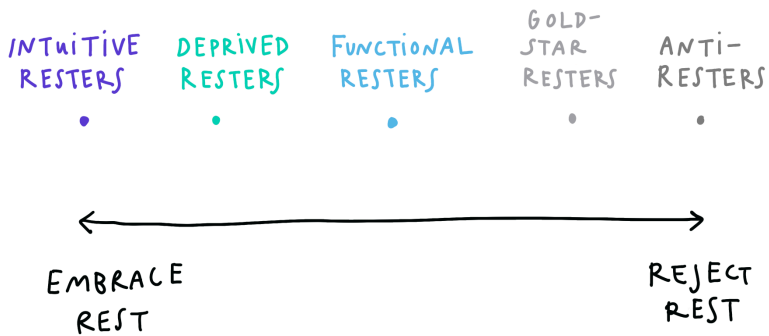 INTUITIVE
RESTERS
DEPRIVED
RESTERS
FUNCTIONAL
RESTERS
GOLD-
STAR
RESTERS
ANTI-
RESTERS
EMBRACE
REST
REJECT
REST